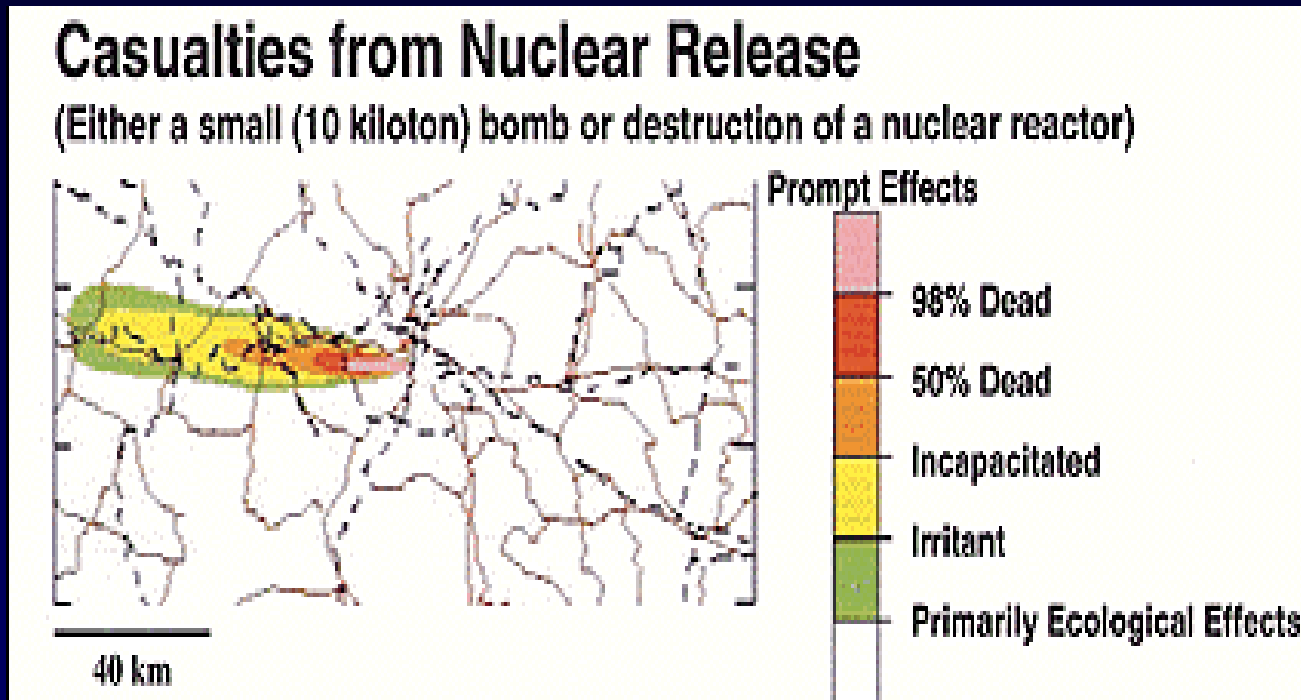 Casualties from Nuclear Release
(Either a small (10 kiloton) bomb or destruction of a nuclear reactor)
Prompt Effects
98% Dead
50% Dead
Incapacitated
Irritant
Primarily Ecological Effects
40 km